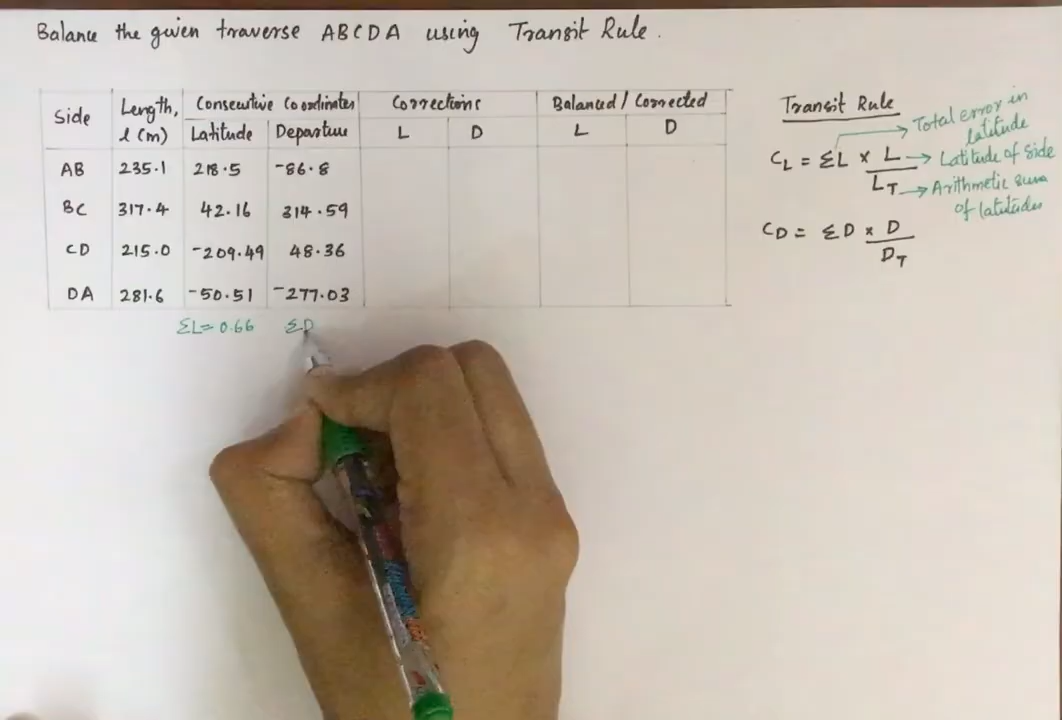 Balance the given traverse ABCDA using Transit Rule.
Side Length, l (m) Consecutive Coordinates Corrections Balanced / Corrected
Latitude Departure L D L D
AB 235.1 218.5 -86.8
BC 317.4 42.16 314.59
CD 215.0 -209.49 48.36
DA 281.6 -50.51 -277.03
ΣL= 0.66 ΣD
Transit Rule
Total error in latitude
CL = ΣL × L / LT
Latitude of side
Arithmetic sum of latitudes
CD = ΣD × D / DT